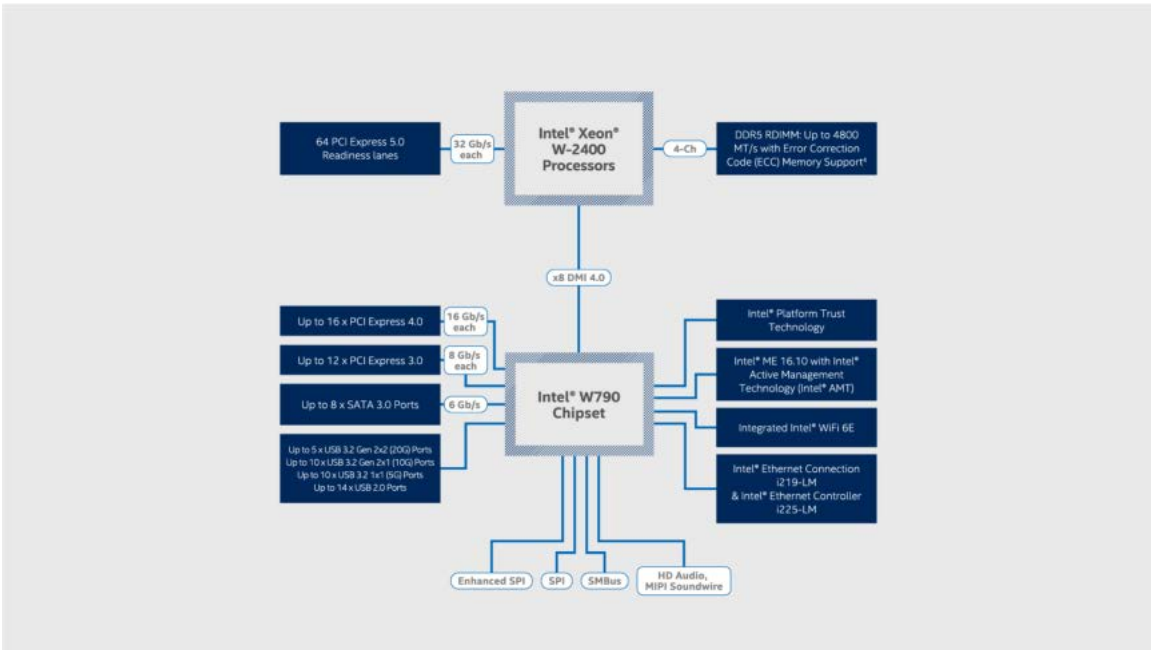 64 PCI Express 5.0
Readiness lanes
32 Gb/s
each
Intel® Xeon®
W-2400
Processors
4-Ch
DDR5 RDIMM: Up to 4800
MT/s with Error Correction
Code (ECC) Memory Support⁴
x8 DMI 4.0
Up to 16 x PCI Express 4.0
16 Gb/s
each
Up to 12 x PCI Express 3.0
8 Gb/s
each
Up to 8 x SATA 3.0 Ports
6 Gb/s
Up to 5 x USB 3.2 Gen 2x2 (20G) Ports
Up to 10 x USB 3.2 Gen 2x1 (10G) Ports
Up to 10 x USB 3.2 1x1 (5G) Ports
Up to 14 x USB 2.0 Ports
Intel® W790
Chipset
Intel® Platform Trust
Technology
Intel® ME 16.10 with Intel®
Active Management
Technology (Intel® AMT)
Integrated Intel® WiFi 6E
Intel® Ethernet Connection
i219-LM
& Intel® Ethernet Controller
i225-LM
Enhanced SPI
SPI
SMBus
HD Audio,
MIPI Soundwire